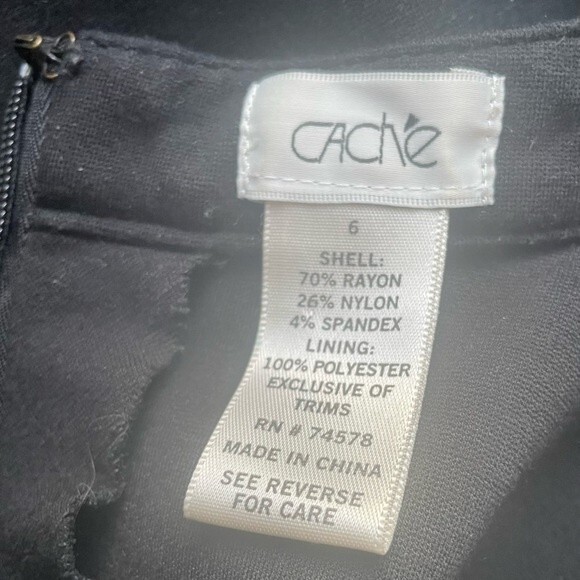 CACHÉ
6
SHELL:
70% RAYON
26% NYLON
4% SPANDEX
LINING:
100% POLYESTER
EXCLUSIVE OF
TRIMS
RN # 74578
MADE IN CHINA
SEE REVERSE
FOR CARE